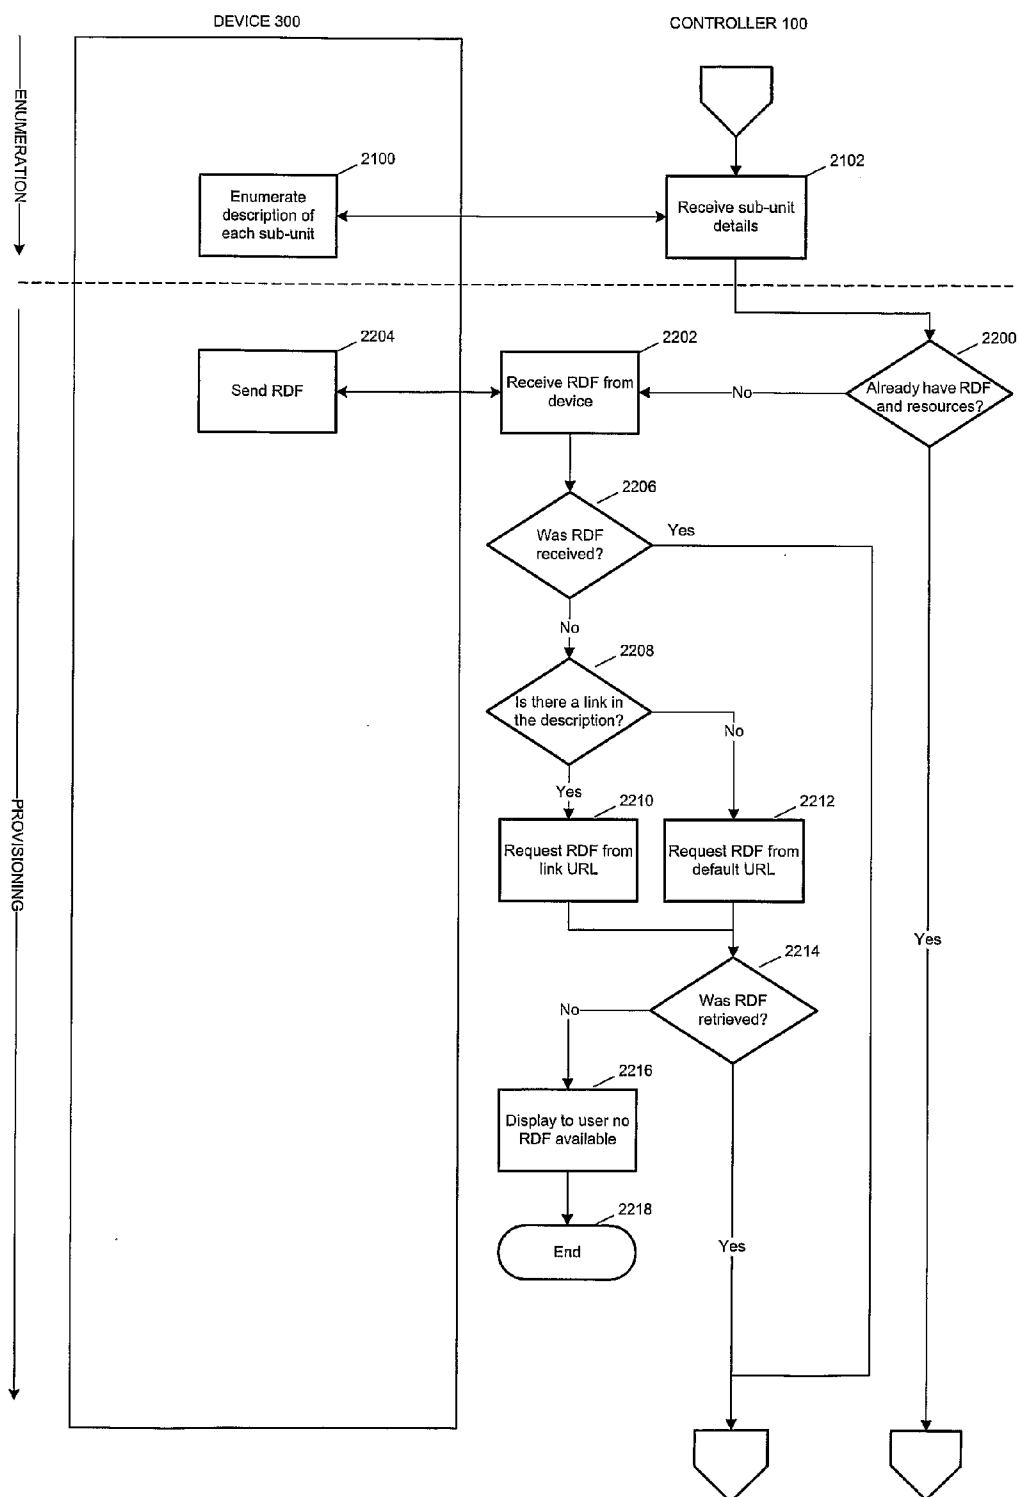 DEVICE 300
CONTROLLER 100
ENUMERATION
2100
Enumerate
description of
each sub-unit
2102
Receive sub-unit
details
2204
Send RDF
2202
Receive RDF from
device
No
2200
Already have RDF
and resources?
2206
Was RDF
received?
Yes
No
2208
Is there a link in
the description?
No
Yes
PROVISIONING
2210
Request RDF from
link URL
2212
Request RDF from
default URL
Yes
2214
Was RDF
retrieved?
No
2216
Display to user no
RDF available
2218
End
Yes